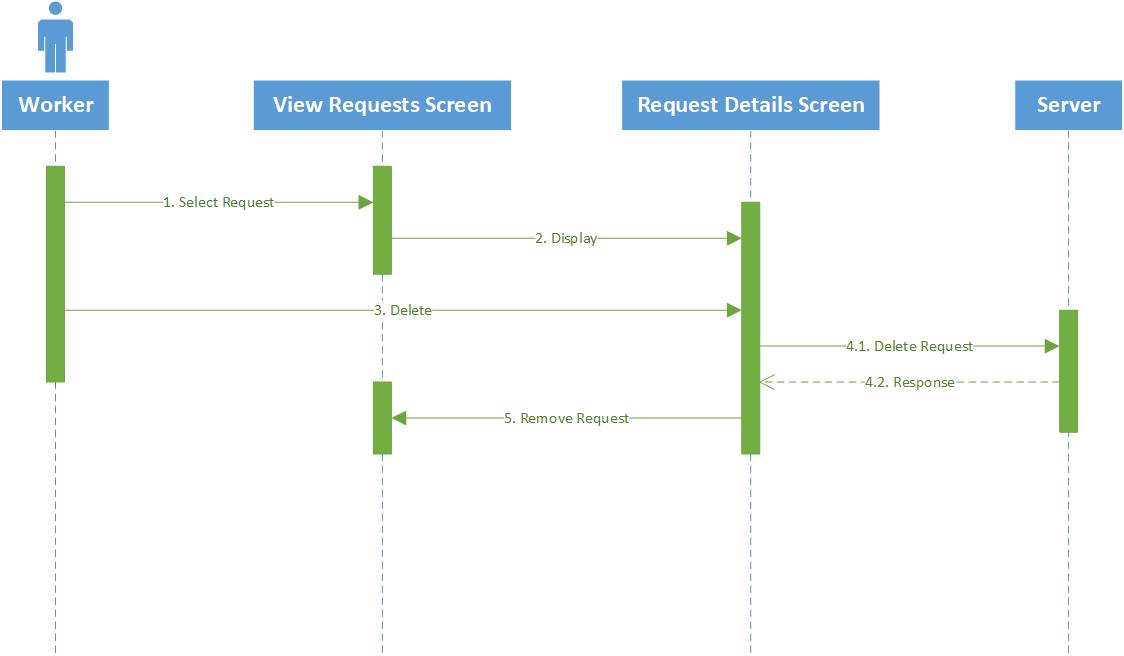 Worker
View Requests Screen
Request Details Screen
Server
1. Select Request
2. Display
3. Delete
4.1. Delete Request
4.2. Response
5. Remove Request